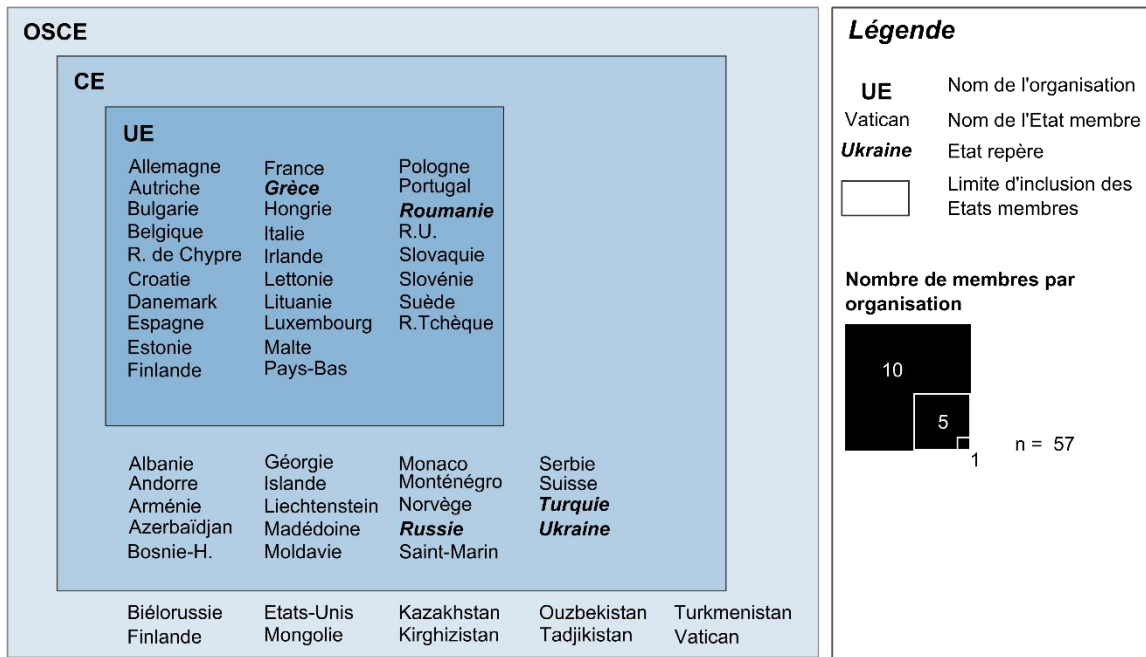 OSCE
CE
UE
Allemagne France Pologne
Autriche Grèce Portugal
Bulgarie Hongrie Roumanie
Belgique Italie R.U.
R. de Chypre Irlande Slovaquie
Croatie Lettonie Slovénie
Danemark Lituanie Suède
Espagne Luxembourg R.Tchèque
Estonie Malte
Finlande Pays-Bas
Albanie Géorgie Monaco Serbie
Andorre Islande Monténégro Suisse
Arménie Liechtenstein Norvège Turquie
Azerbaïdjan Madédoine Russie Ukraine
Bosnie-H. Moldavie Saint-Marin
Biélorussie Etats-Unis Kazakhstan Ouzbekistan Turkmenistan
Finlande Mongolie Kirghizistan Tadjikistan Vatican
Légende
UE Nom de l'organisation
Vatican Nom de l'Etat membre
Ukraine Etat repère
Limite d'inclusion des
Etats membres
Nombre de membres par
organisation
10
5
1
n = 57